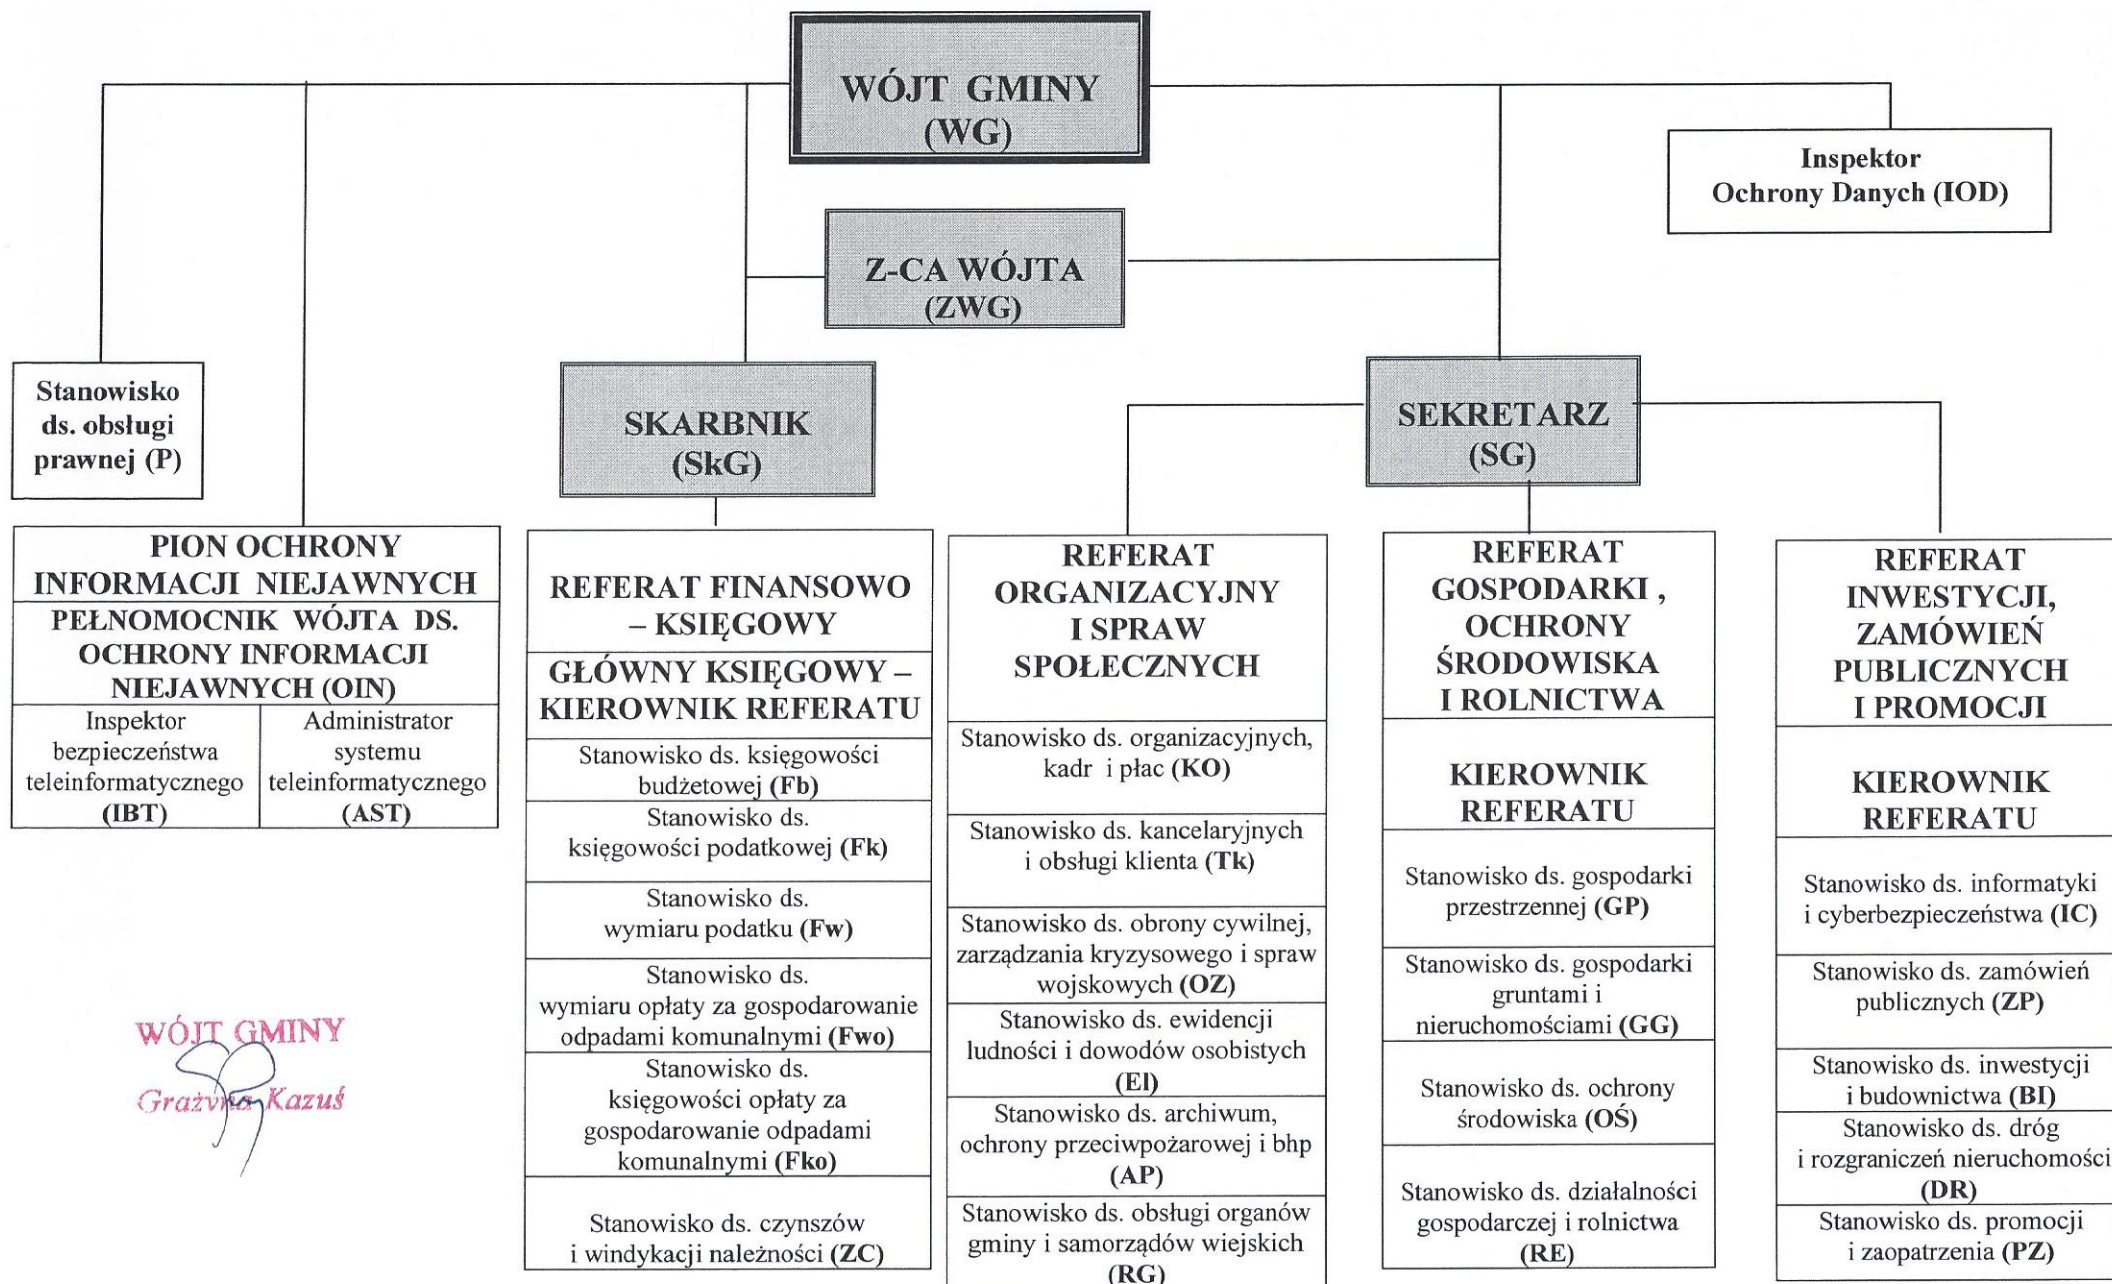 WÓJT GMINY
(WG)
Inspektor
Ochrony Danych (IOD)
Z-CA WÓJTA
(ZWG)
Stanowisko
ds. obsługi
prawnej (P)
SKARBNIK
(SkG)
SEKRETARZ
(SG)
PION OCHRONY
INFORMACJI NIEJAWNYCH
PEŁNOMOCNIK WÓJTA DS.
OCHRONY INFORMACJI
NIEJAWNYCH (OIN)
Inspektor
bezpieczeństwa
teleinformatycznego
(IBT)
Administrator
systemu
teleinformatycznego
(AST)
REFERAT FINANSOWO
– KSIĘGOWY
GŁÓWNY KSIĘGOWY –
KIEROWNIK REFERATU
Stanowisko ds. księgowości
budżetowej (Fb)
Stanowisko ds.
księgowości podatkowej (Fk)
Stanowisko ds.
wymiaru podatku (Fw)
Stanowisko ds.
wymiaru opłaty za gospodarowanie
odpadami komunalnymi (Fwo)
Stanowisko ds.
księgowości opłaty za
gospodarowanie odpadami
komunalnymi (Fko)
Stanowisko ds. czynszów
i windykacji należności (ZC)
REFERAT
ORGANIZACYJNY
I SPRAW
SPOŁECZNYCH
Stanowisko ds. organizacyjnych,
kadr i płac (KO)
Stanowisko ds. kancelaryjnych
i obsługi klienta (Tk)
Stanowisko ds. obrony cywilnej,
zarządzania kryzysowego i spraw
wojskowych (OZ)
Stanowisko ds. ewidencji
ludności i dowodów osobistych
(El)
Stanowisko ds. archiwum,
ochrony przeciwpożarowej i bhp
(AP)
Stanowisko ds. obsługi organów
gminy i samorządów wiejskich
(RG)
REFERAT
GOSPODARKI ,
OCHRONY
ŚRODOWISKA
I ROLNICTWA
KIEROWNIK
REFERATU
Stanowisko ds. gospodarki
przestrzennej (GP)
Stanowisko ds. gospodarki
gruntami i
nieruchomościami (GG)
Stanowisko ds. ochrony
środowiska (OŚ)
Stanowisko ds. działalności
gospodarczej i rolnictwa
(RE)
REFERAT
INWESTYCJI,
ZAMÓWIEŃ
PUBLICZNYCH
I PROMOCJI
KIEROWNIK
REFERATU
Stanowisko ds. informatyki
i cyberbezpieczeństwa (IC)
Stanowisko ds. zamówień
publicznych (ZP)
Stanowisko ds. inwestycji
i budownictwa (BI)
Stanowisko ds. dróg
i rozgraniczeń nieruchomości
(DR)
Stanowisko ds. promocji
i zaopatrzenia (PZ)
WÓJT GMINY
Grażyna Kazuś